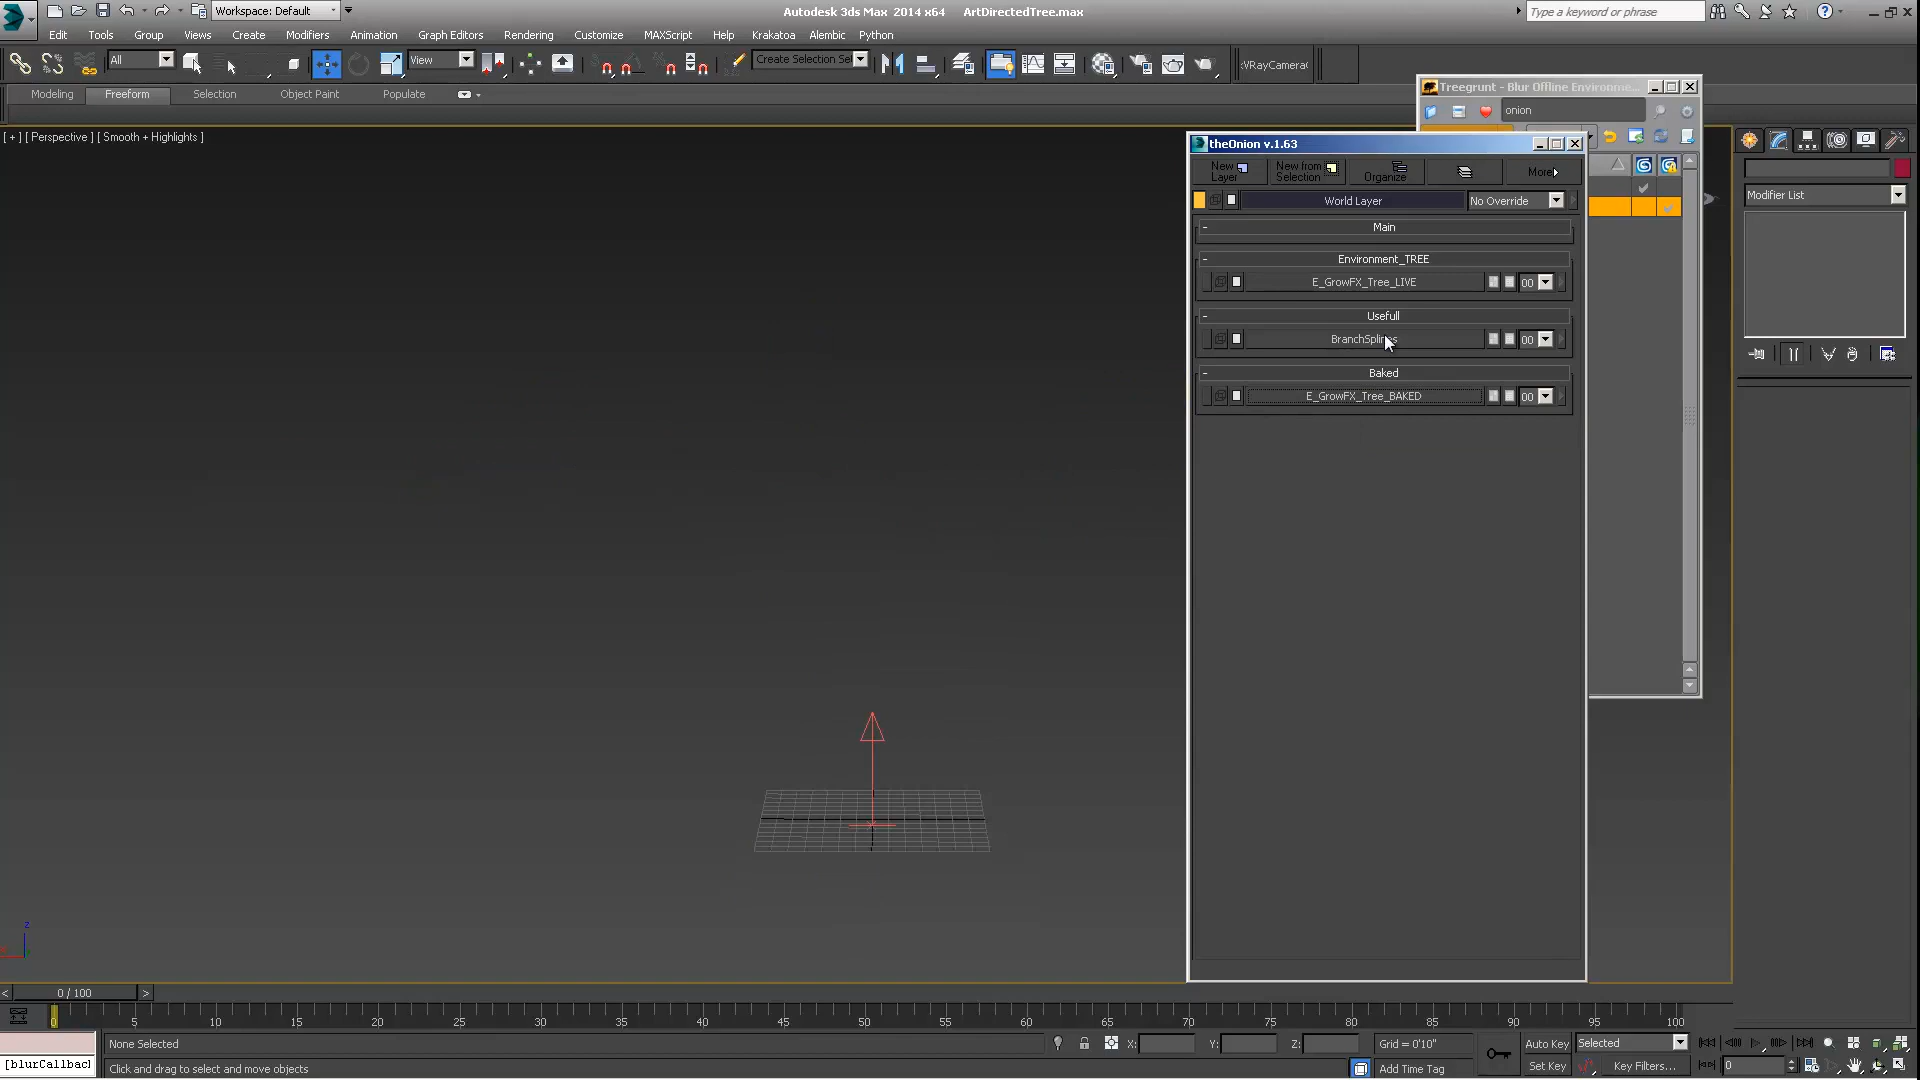 Workspace: Default
Autodesk 3ds Max 2014 x64 ArtDirectedTree.max
Type a keyword or phrase
Edit Tools Group Views Create Modifiers Animation Graph Editors Rendering Customize MAXScript Help Krakatoa Alembic Python
All
View
Create Selection Se
VRayCamera
Modeling Freeform Selection Object Paint Populate
[ + ] [ Perspective ] [ Smooth + Highlights ]
Treegrunt - Blur Offline Environme...
onion
theOnion v.1.63
New Layer
New from Selection
Organize
More
World Layer
No Override
Main
Environment_TREE
E_GrowFX_Tree_LIVE 00
Usefull
BranchSplines 00
Baked
E_GrowFX_Tree_BAKED 00
Modifier List
z
< 0 / 100 >
0 5 10 15 20 25 30 35 40 45 50 55 60 65 70 75 80 85 90 95 100
None Selected
X: Y: Z:
Grid = 0'10"
Auto Key
Selected
[blurCallbac
Click and drag to select and move objects
Add Time Tag
Set Key
Key Filters...
0